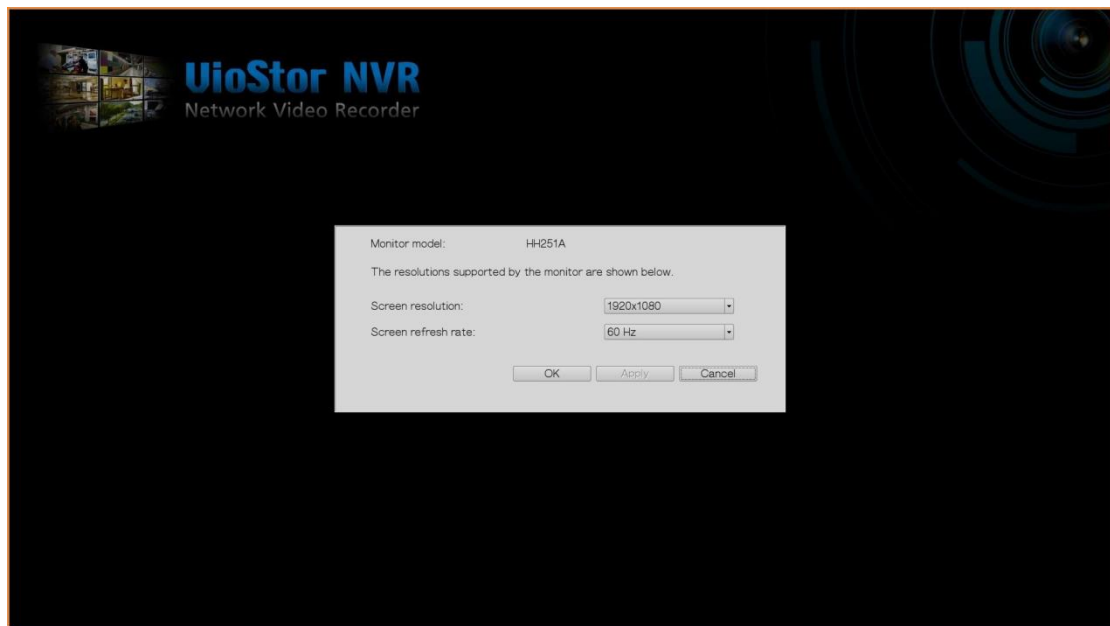 VioStor NVR
Network Video Recorder
Monitor model: HH251A
The resolutions supported by the monitor are shown below.
Screen resolution: 1920x1080
Screen refresh rate: 60 Hz
OK Apply Cancel